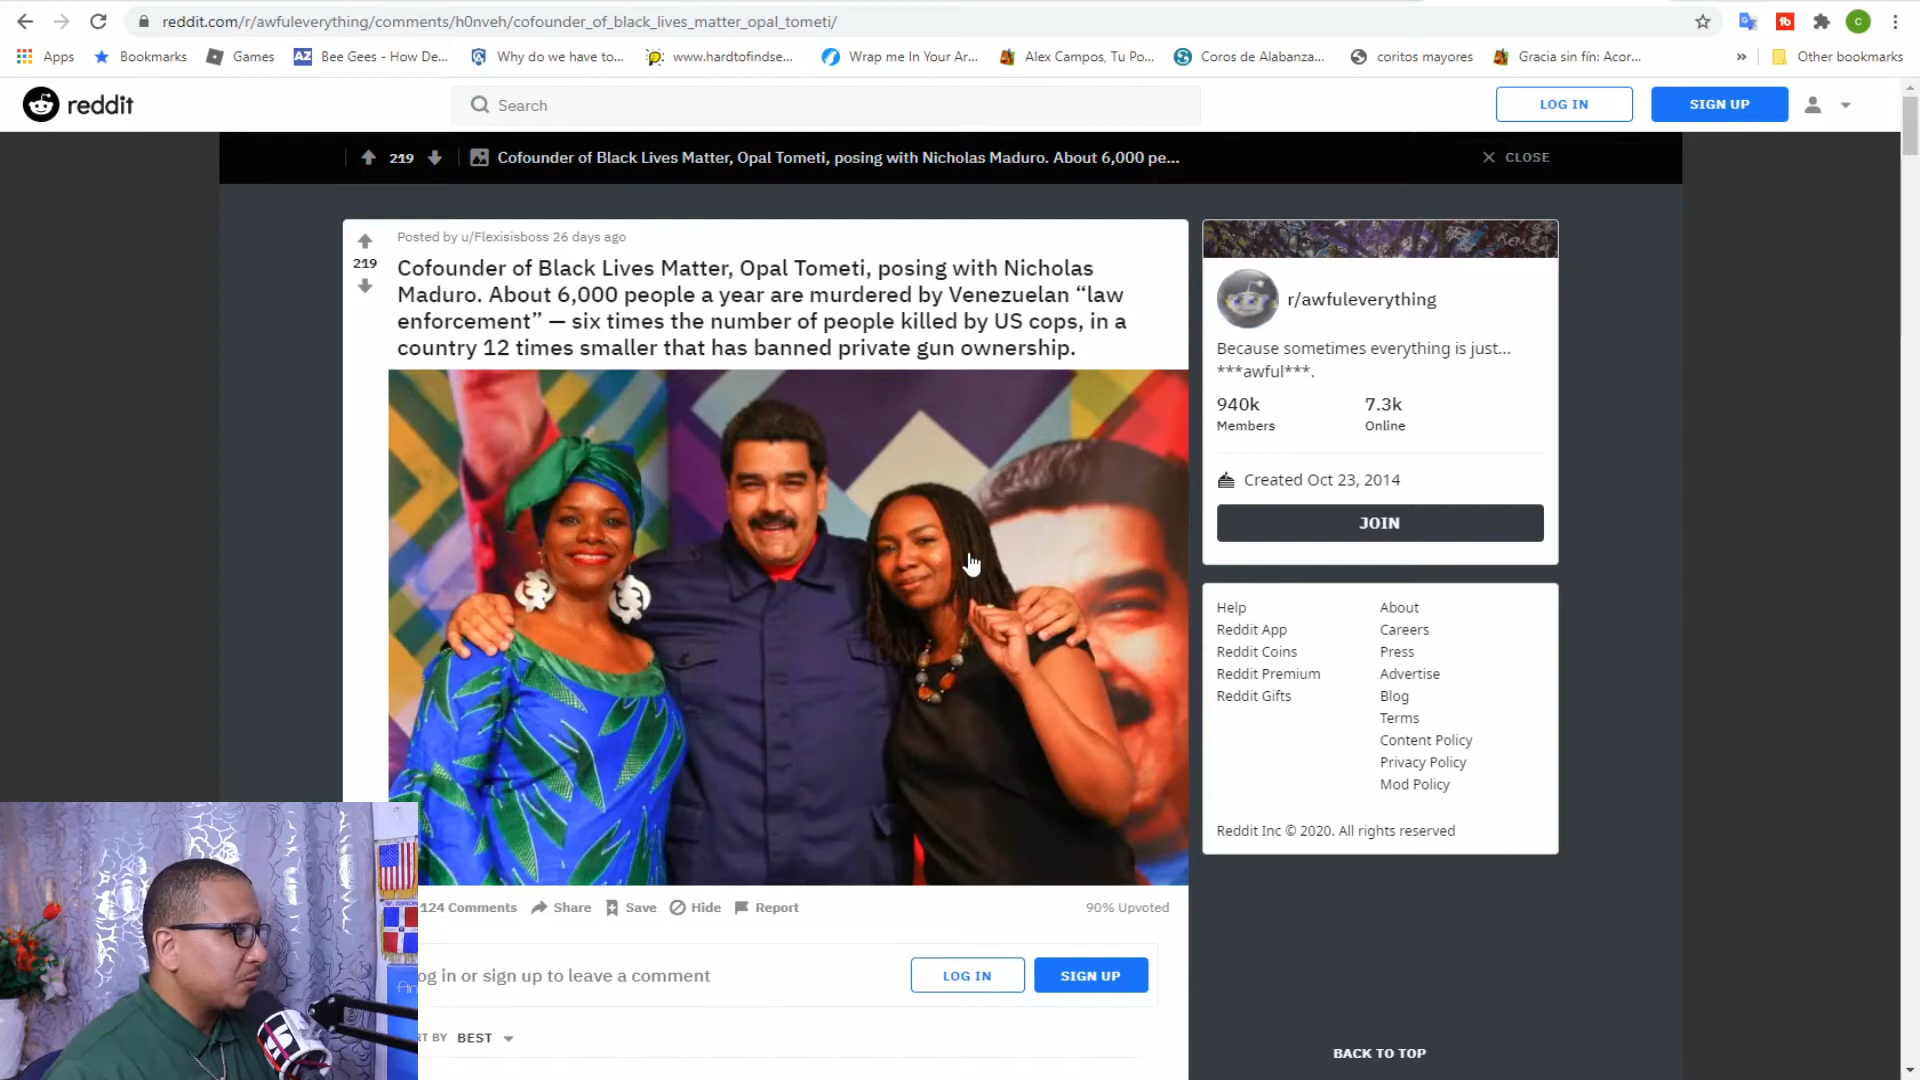 reddit.com/r/awfuleverything/comments/h0nveh/cofounder_of_black_lives_matter_opal_tometi/
C
Apps Bookmarks Games AZ Bee Gees - How De... Why do we have to... www.hardtofindse... Wrap me In Your Ar... Alex Campos, Tu Po... Coros de Alabanza... coritos mayores Gracia sin fín: Acor... » Other bookmarks
reddit Search LOG IN SIGN UP
219 Cofounder of Black Lives Matter, Opal Tometi, posing with Nicholas Maduro. About 6,000 pe... CLOSE
Posted by u/Flexisisboss 26 days ago
219
Cofounder of Black Lives Matter, Opal Tometi, posing with Nicholas
Maduro. About 6,000 people a year are murdered by Venezuelan “law
enforcement” — six times the number of people killed by US cops, in a
country 12 times smaller that has banned private gun ownership.
124 Comments Share Save Hide Report 90% Upvoted
og in or sign up to leave a comment LOG IN SIGN UP
RT BY BEST
r/awfuleverything
Because sometimes everything is just...
***awful***.
940k 7.3k
Members Online
Created Oct 23, 2014
JOIN
Help About
Reddit App Careers
Reddit Coins Press
Reddit Premium Advertise
Reddit Gifts Blog
Terms
Content Policy
Privacy Policy
Mod Policy
Reddit Inc © 2020. All rights reserved
BACK TO TOP